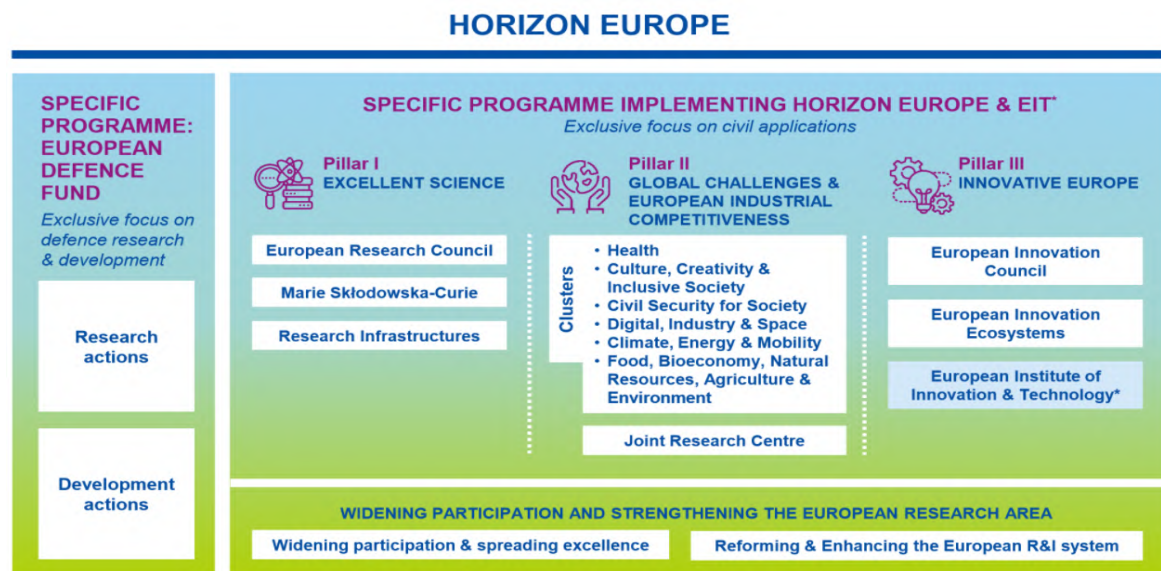 HORIZON EUROPE
SPECIFIC
PROGRAMME:
EUROPEAN
DEFENCE
FUND
Exclusive focus on
defence research
& development
Research
actions
Development
actions
SPECIFIC PROGRAMME IMPLEMENTING HORIZON EUROPE & EIT*
Exclusive focus on civil applications
Pillar I
EXCELLENT SCIENCE
European Research Council
Marie Skłodowska-Curie
Research Infrastructures
Pillar II
GLOBAL CHALLENGES &
EUROPEAN INDUSTRIAL
COMPETITIVENESS
Clusters
• Health
• Culture, Creativity &
Inclusive Society
• Civil Security for Society
• Digital, Industry & Space
• Climate, Energy & Mobility
• Food, Bioeconomy, Natural
Resources, Agriculture &
Environment
Joint Research Centre
Pillar III
INNOVATIVE EUROPE
European Innovation
Council
European Innovation
Ecosystems
European Institute of
Innovation & Technology*
WIDENING PARTICIPATION AND STRENGTHENING THE EUROPEAN RESEARCH AREA
Widening participation & spreading excellence
Reforming & Enhancing the European R&I system